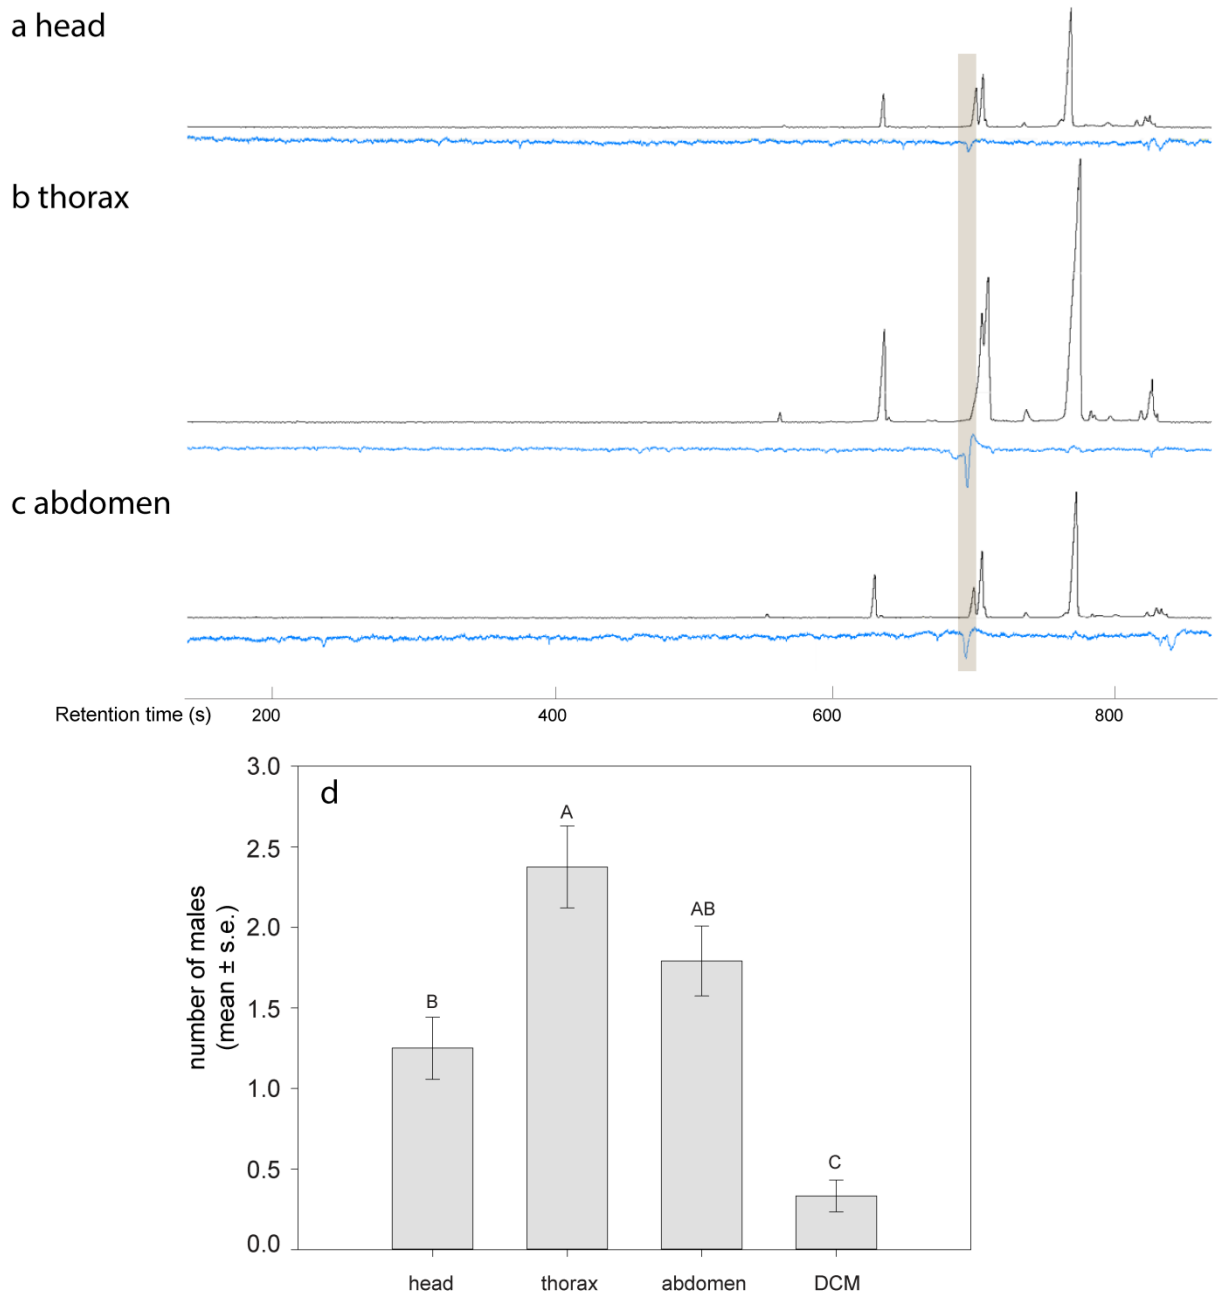 a head
b thorax
c abdomen
Retention time (s) 200 400 600 800
d
3.0
2.5
2.0
1.5
1.0
0.5
0.0
number of males
(mean ± s.e.)
B
A
AB
C
head thorax abdomen DCM